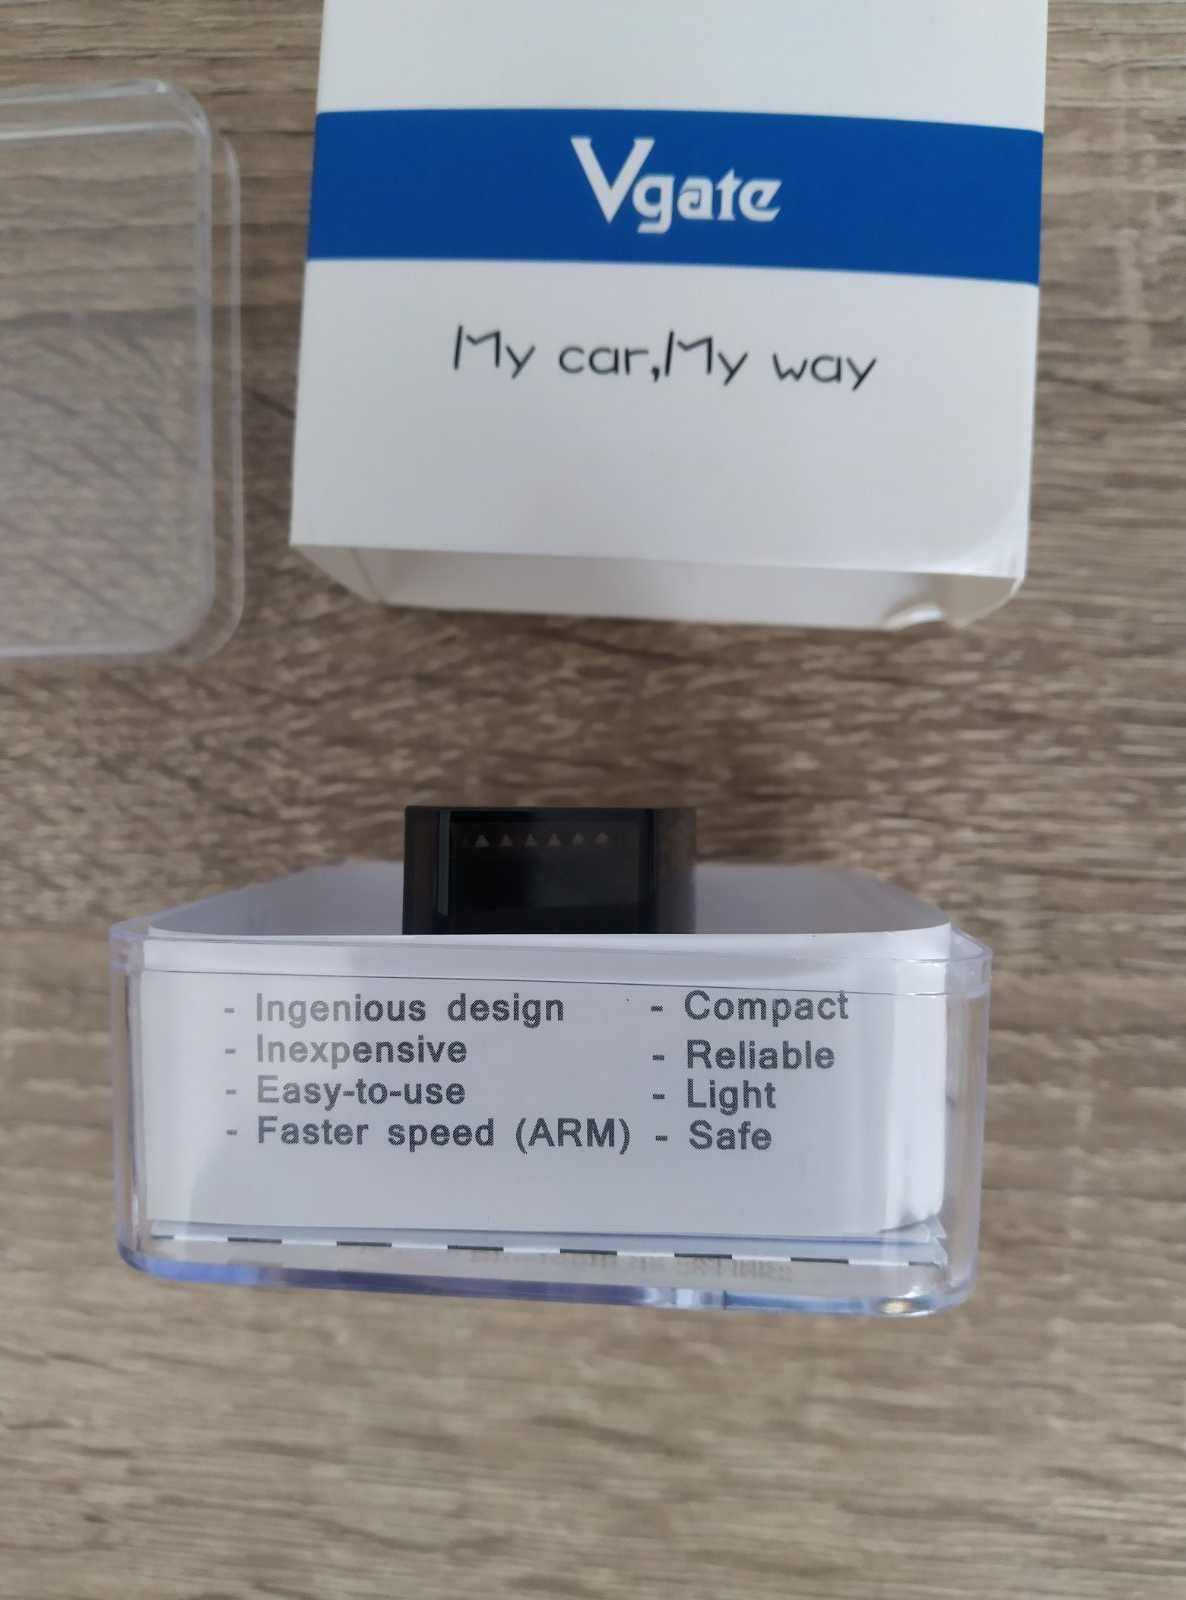 Vgate
My car,My way
- Ingenious design
- Inexpensive
- Easy-to-use
- Faster speed (ARM)
- Compact
- Reliable
- Light
- Safe